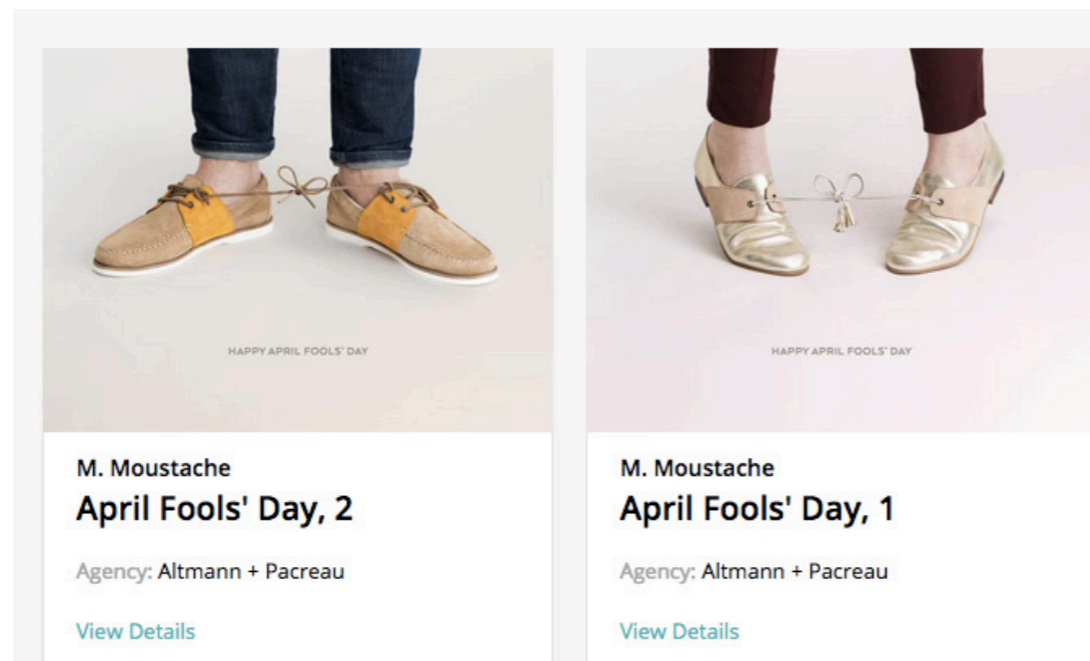 HAPPY APRIL FOOLS' DAY
M. Moustache
April Fools' Day, 2
Agency: Altmann + Pacreau
View Details
HAPPY APRIL FOOLS' DAY
M. Moustache
April Fools' Day, 1
Agency: Altmann + Pacreau
View Details